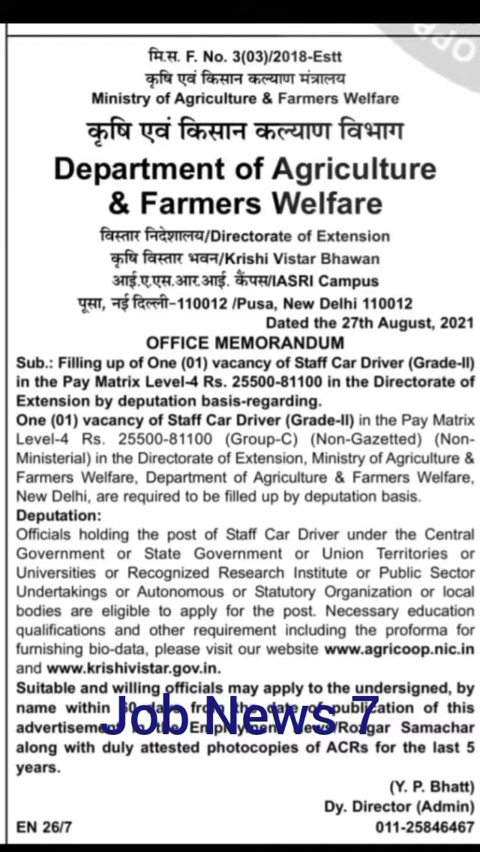 मि.स. F. No. 3(03)/2018-Estt
कृषि एवं किसान कल्याण मंत्रालय
Ministry of Agriculture & Farmers Welfare
कृषि एवं किसान कल्याण विभाग
Department of Agriculture
& Farmers Welfare
विस्तार निदेशालय/Directorate of Extension
कृषि विस्तार भवन/Krishi Vistar Bhawan
आई.ए.एस.आर.आई. कैंपस/IASRI Campus
पूसा, नई दिल्ली–110012 /Pusa, New Delhi 110012
Dated the 27th August, 2021
OFFICE MEMORANDUM
Sub.: Filling up of One (01) vacancy of Staff Car Driver (Grade-II)
in the Pay Matrix Level-4 Rs. 25500-81100 in the Directorate of
Extension by deputation basis-regarding.
One (01) vacancy of Staff Car Driver (Grade-II) in the Pay Matrix
Level-4 Rs. 25500-81100 (Group-C) (Non-Gazetted) (Non-
Ministerial) in the Directorate of Extension, Ministry of Agriculture &
Farmers Welfare, Department of Agriculture & Farmers Welfare,
New Delhi, are required to be filled up by deputation basis.
Deputation:
Officials holding the post of Staff Car Driver under the Central
Government or State Government or Union Territories or
Universities or Recognized Research Institute or Public Sector
Undertakings or Autonomous or Statutory Organization or local
bodies are eligible to apply for the post. Necessary education
qualifications and other requirement including the proforma for
furnishing bio-data, please visit our website www.agricoop.nic.in
and www.krishivistar.gov.in.
Suitable and willing officials may apply to the undersigned, by
name within days from the date of publication of this
advertisement in the Employment News/Rozgar Samachar
Job News 7
along with duly attested photocopies of ACRs for the last 5
years.
(Y. P. Bhatt)
Dy. Director (Admin)
EN 26/7 011-25846467